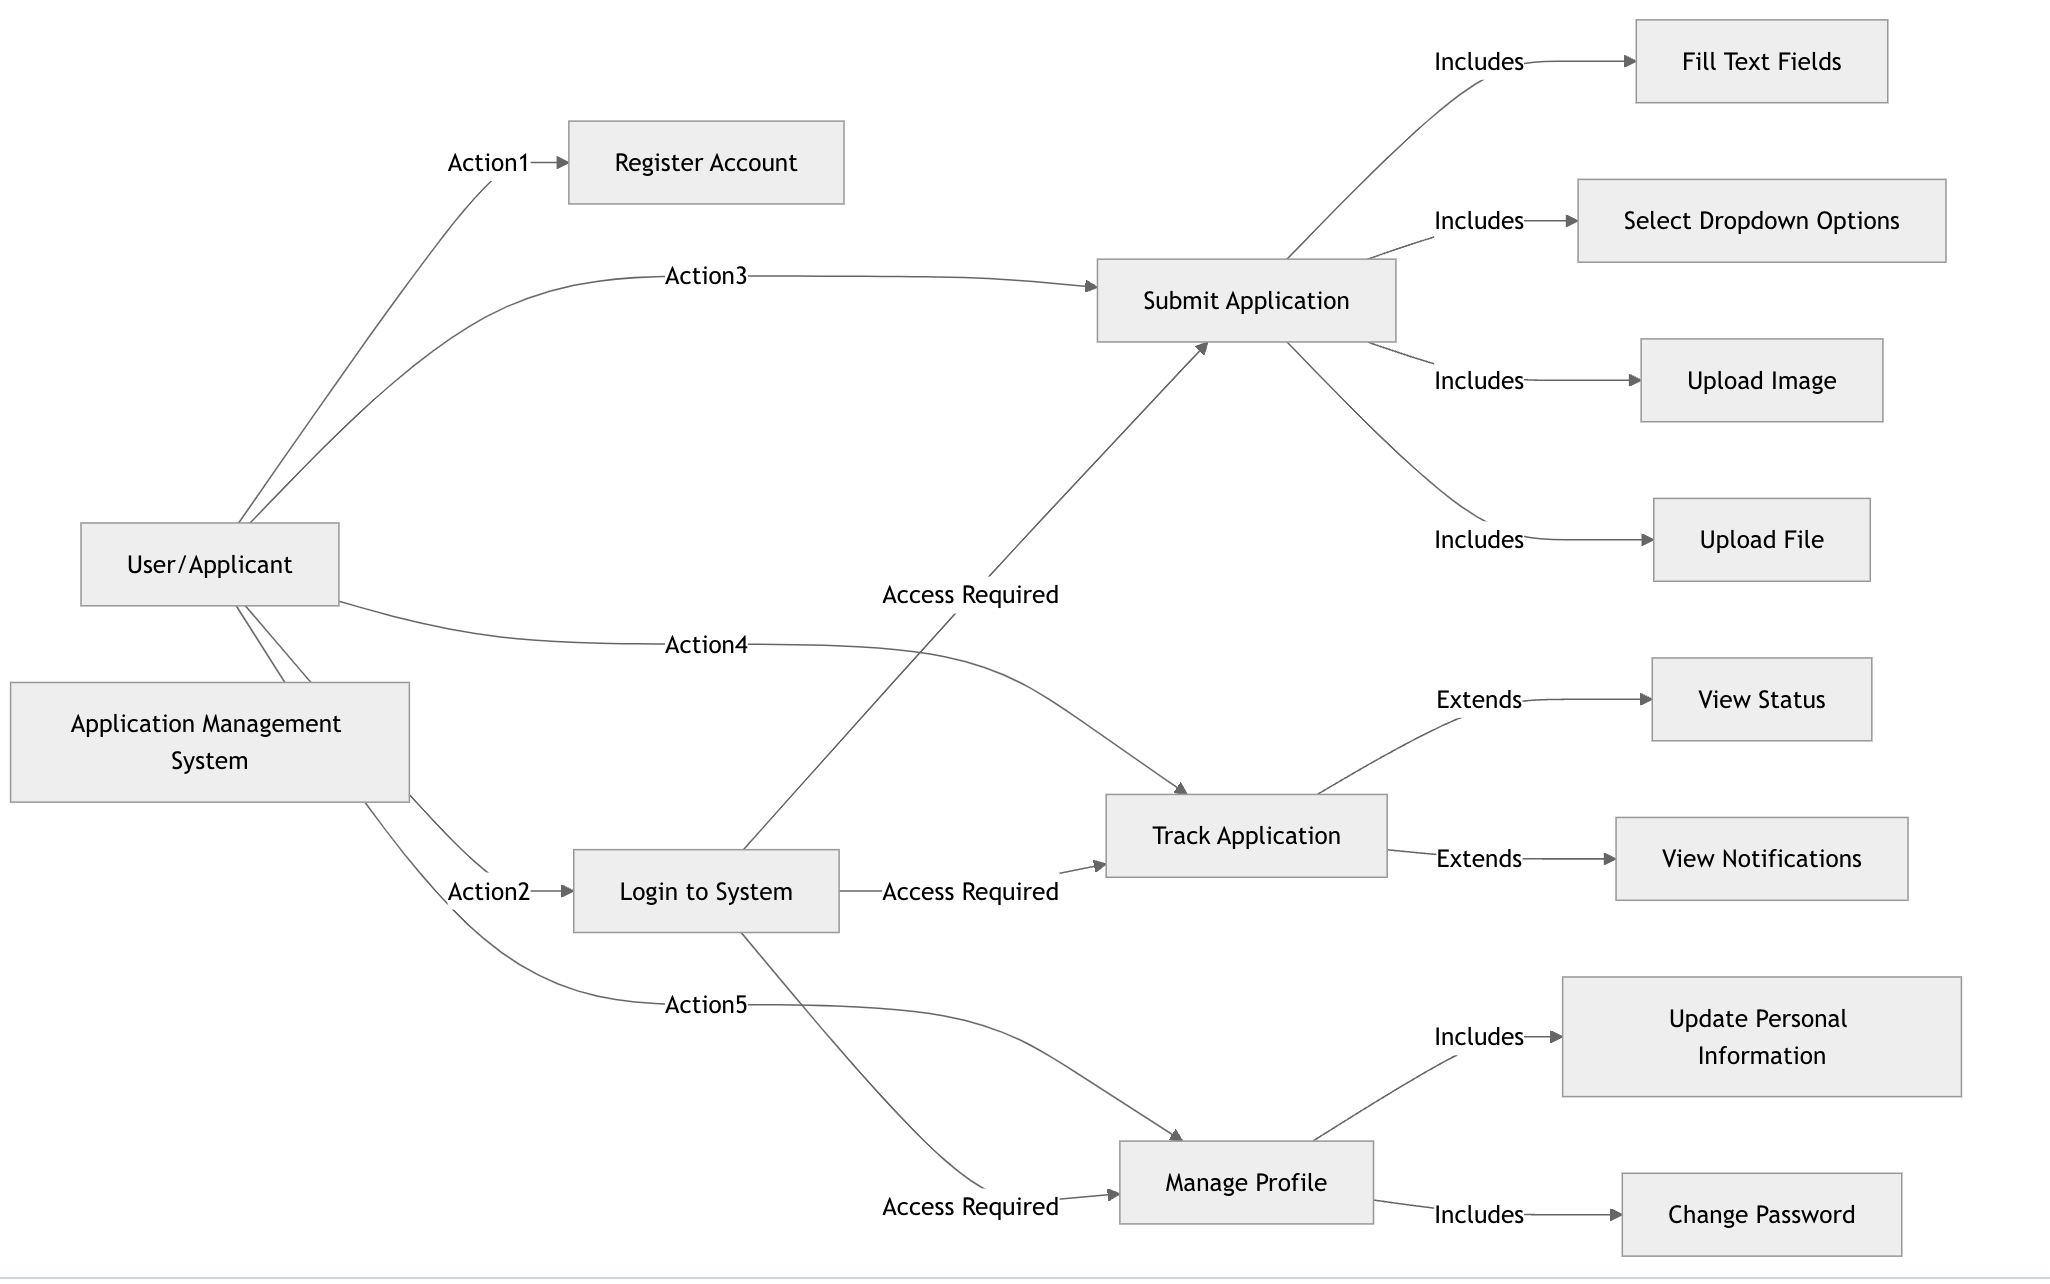 Includes
Fill Text Fields
Action1
Register Account
Includes
Select Dropdown Options
Action3
Submit Application
Includes
Upload Image
Includes
Upload File
User/Applicant
Access Required
Action4
Application Management
System
Extends
View Status
Track Application
Extends
View Notifications
Action2
Login to System
Access Required
Action5
Includes
Update Personal
Information
Manage Profile
Access Required
Includes
Change Password